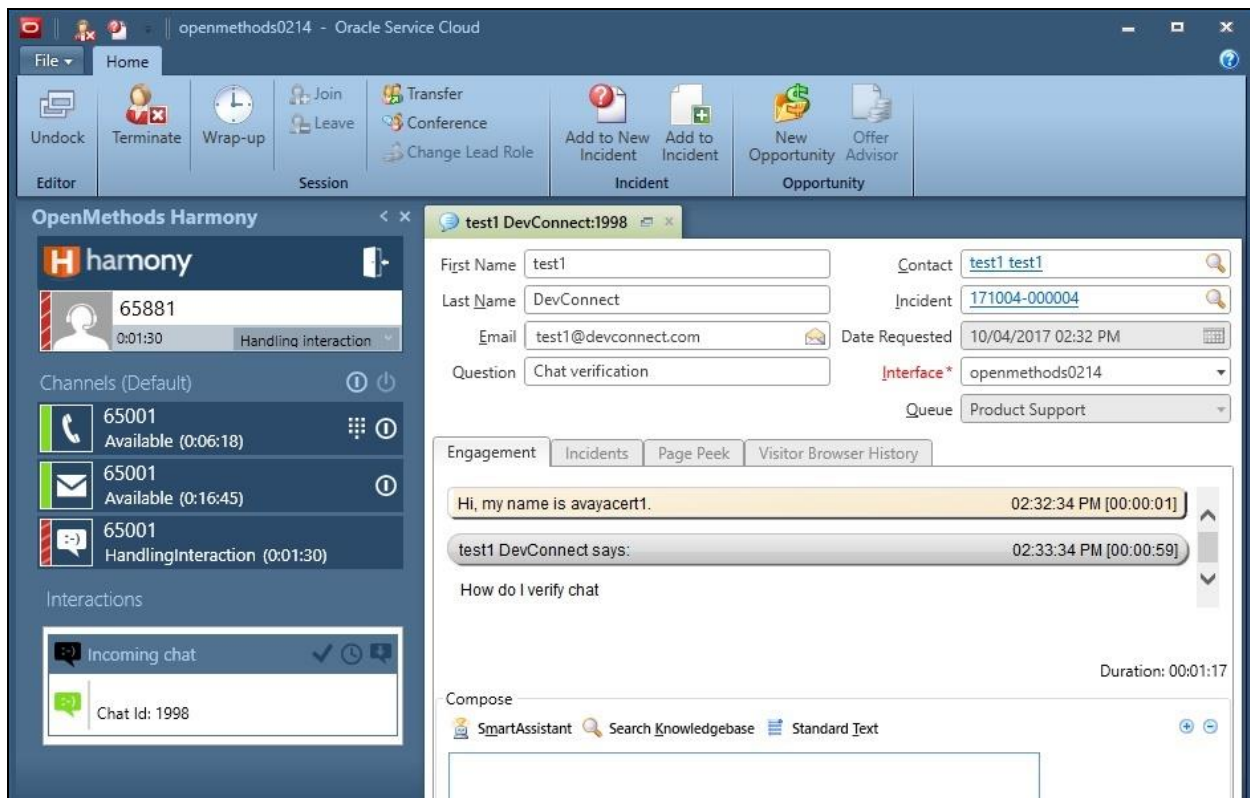 openmethods0214 - Oracle Service Cloud
File
Home
Undock
Terminate
Wrap-up
Join
Leave
Transfer
Conference
Change Lead Role
Add to New Incident
Add to Incident
New Opportunity
Offer Advisor
Editor
Session
Incident
Opportunity
OpenMethods Harmony
harmony
65881
0:01:30 Handling interaction
Channels (Default)
65001
Available (0:06:18)
65001
Available (0:16:45)
65001
HandlingInteraction (0:01:30)
Interactions
Incoming chat
Chat Id: 1998
test1 DevConnect:1998
First Name test1
Contact test1 test1
Last Name DevConnect
Incident 171004-000004
Email test1@devconnect.com
Date Requested 10/04/2017 02:32 PM
Question Chat verification
Interface* openmethods0214
Queue Product Support
Engagement Incidents Page Peek Visitor Browser History
Hi, my name is avayacert1. 02:32:34 PM [00:00:01]
test1 DevConnect says: 02:33:34 PM [00:00:59]
How do I verify chat
Duration: 00:01:17
Compose
SmartAssistant Search Knowledgebase Standard Text